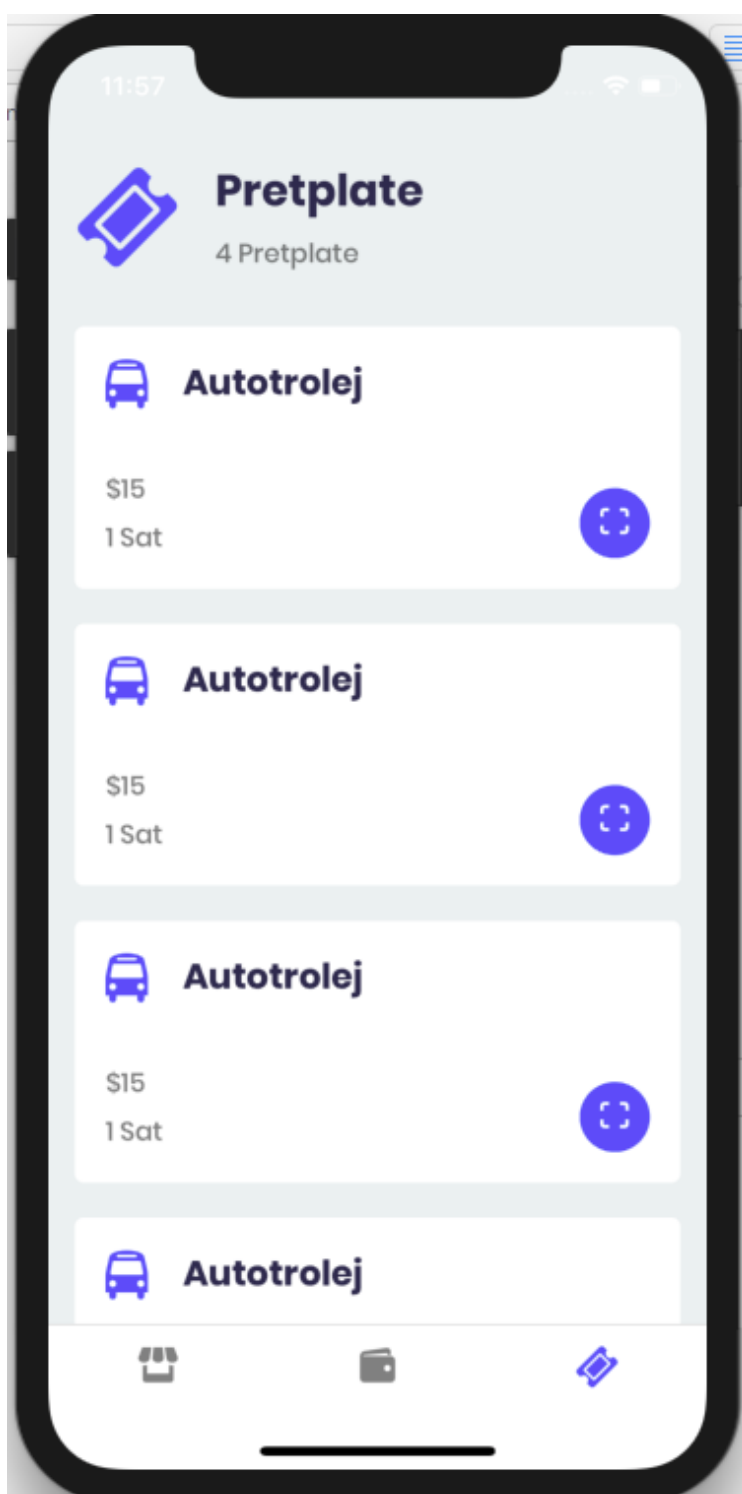 11:57
Pretplate
4 Pretplate
Autotrolej
$15
1 Sat
Autotrolej
$15
1 Sat
Autotrolej
$15
1 Sat
Autotrolej